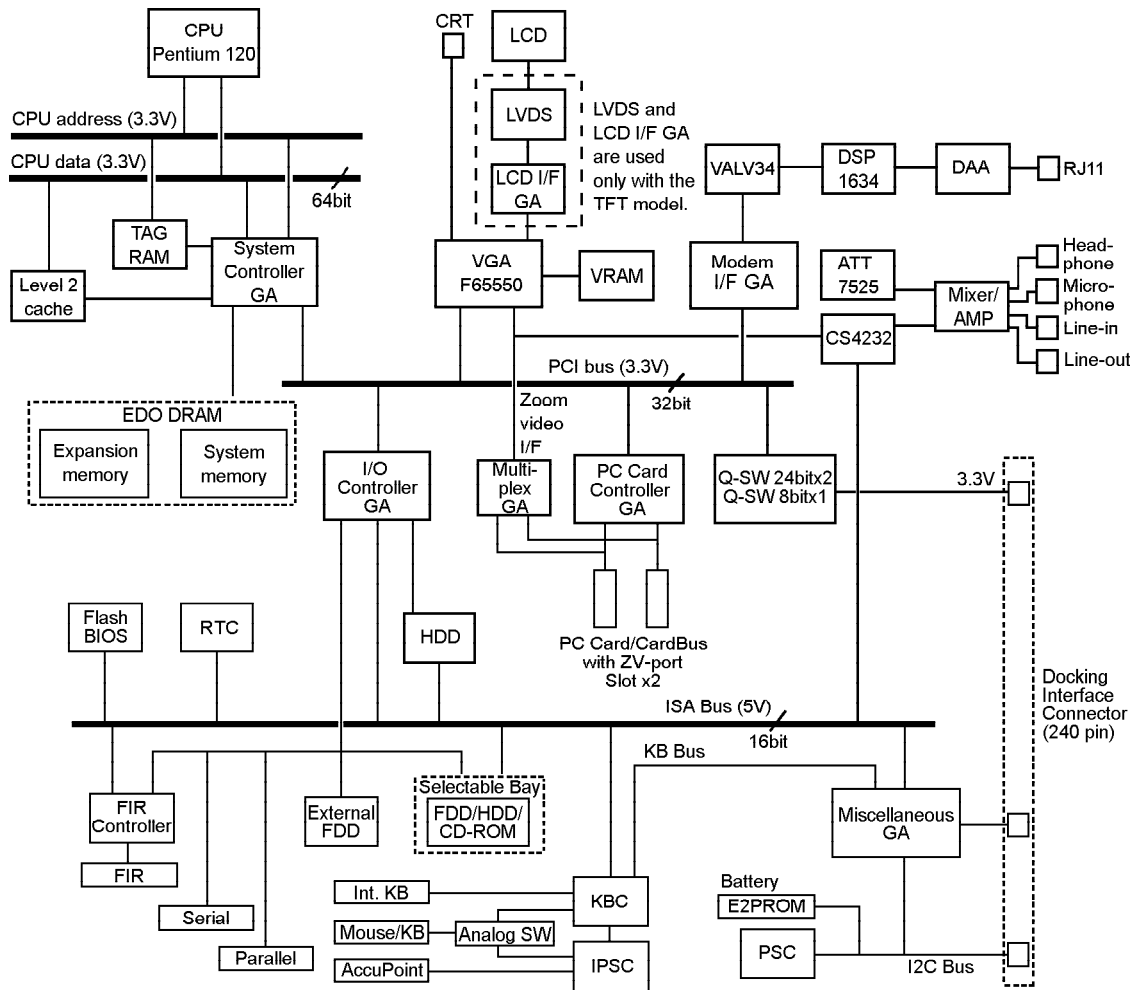 CPU
Pentium 120
CRT
LCD
CPU address (3.3V)
LVDS
LVDS and
LCD I/F GA
are used
only with the
TFT model.
CPU data (3.3V)
64bit
LCD I/F
GA
VALV34
DSP
1634
DAA
RJ11
TAG
RAM
System
Controller
GA
Level 2
cache
VGA
F65550
VRAM
Modem
I/F GA
ATT
7525
Mixer/
AMP
Head-
phone
Micro-
phone
Line-in
Line-out
CS4232
PCI bus (3.3V)
32bit
EDO DRAM
Expansion
memory
System
memory
Zoom
video
I/F
I/O
Controller
GA
Multi-
plex
GA
PC Card
Controller
GA
Q-SW 24bitx2
Q-SW 8bitx1
3.3V
Flash
BIOS
RTC
HDD
PC Card/CardBus
with ZV-port
Slot x2
Docking
Interface
Connector
(240 pin)
ISA Bus (5V)
16bit
KB Bus
FIR
Controller
FIR
External
FDD
Selectable Bay
FDD/HDD/
CD-ROM
Miscellaneous
GA
Serial
Parallel
Int. KB
Mouse/KB
AccuPoint
Analog SW
KBC
IPSC
Battery
E2PROM
PSC
I2C Bus